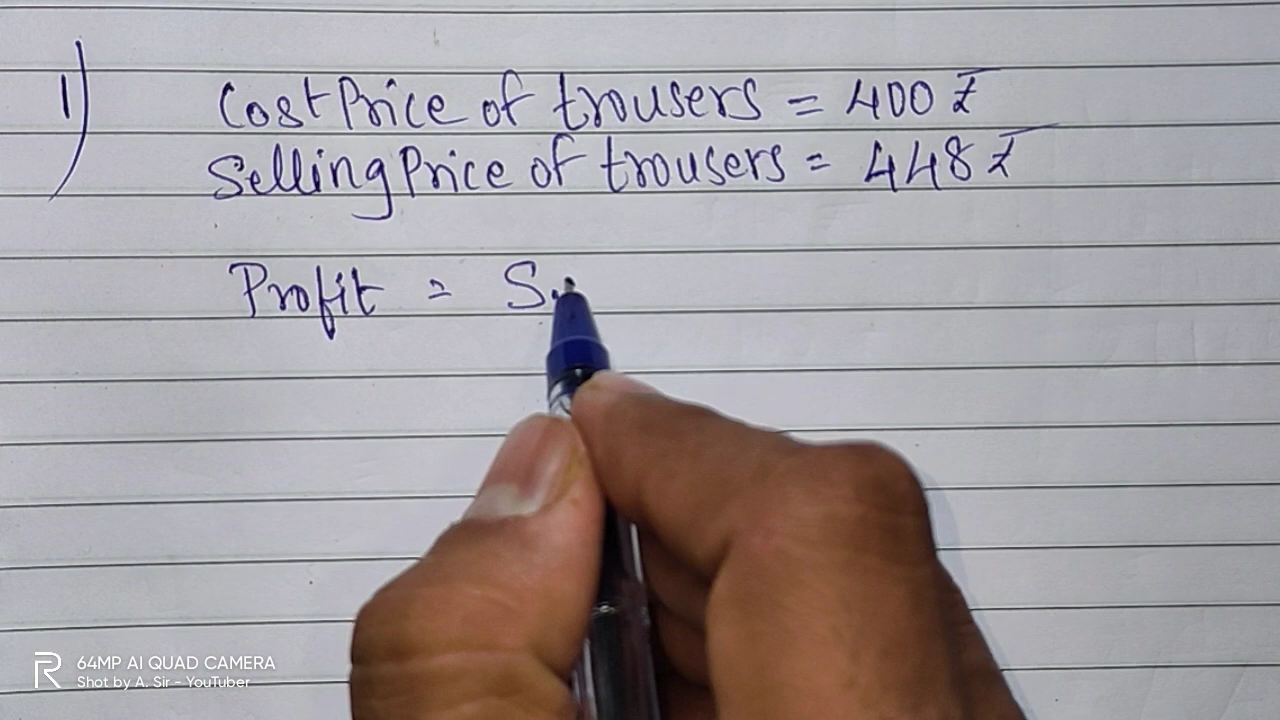 1) Cost Price of trousers = 400 ₹
Selling Price of trousers = 448 ₹
Profit = S.
64MP AI QUAD CAMERA
Shot by A. Sir - YouTuber